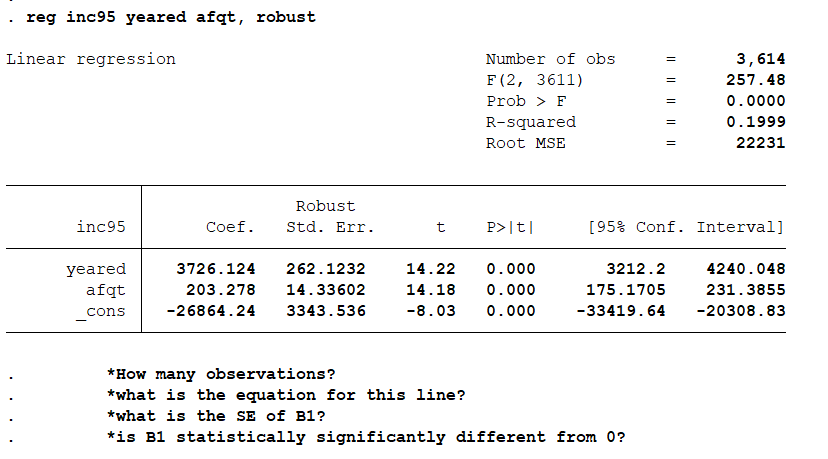 . reg inc95 yeared afqt, robust
Linear regression Number of obs = 3,614
F(2, 3611) = 257.48
Prob > F = 0.0000
R-squared = 0.1999
Root MSE = 22231
Robust
inc95 Coef. Std. Err. t P>|t| [95% Conf. Interval]
yeared 3726.124 262.1232 14.22 0.000 3212.2 4240.048
afqt 203.278 14.33602 14.18 0.000 175.1705 231.3855
_cons -26864.24 3343.536 -8.03 0.000 -33419.64 -20308.83
. *How many observations?
. *what is the equation for this line?
. *what is the SE of B1?
. *is B1 statistically significantly different from 0?